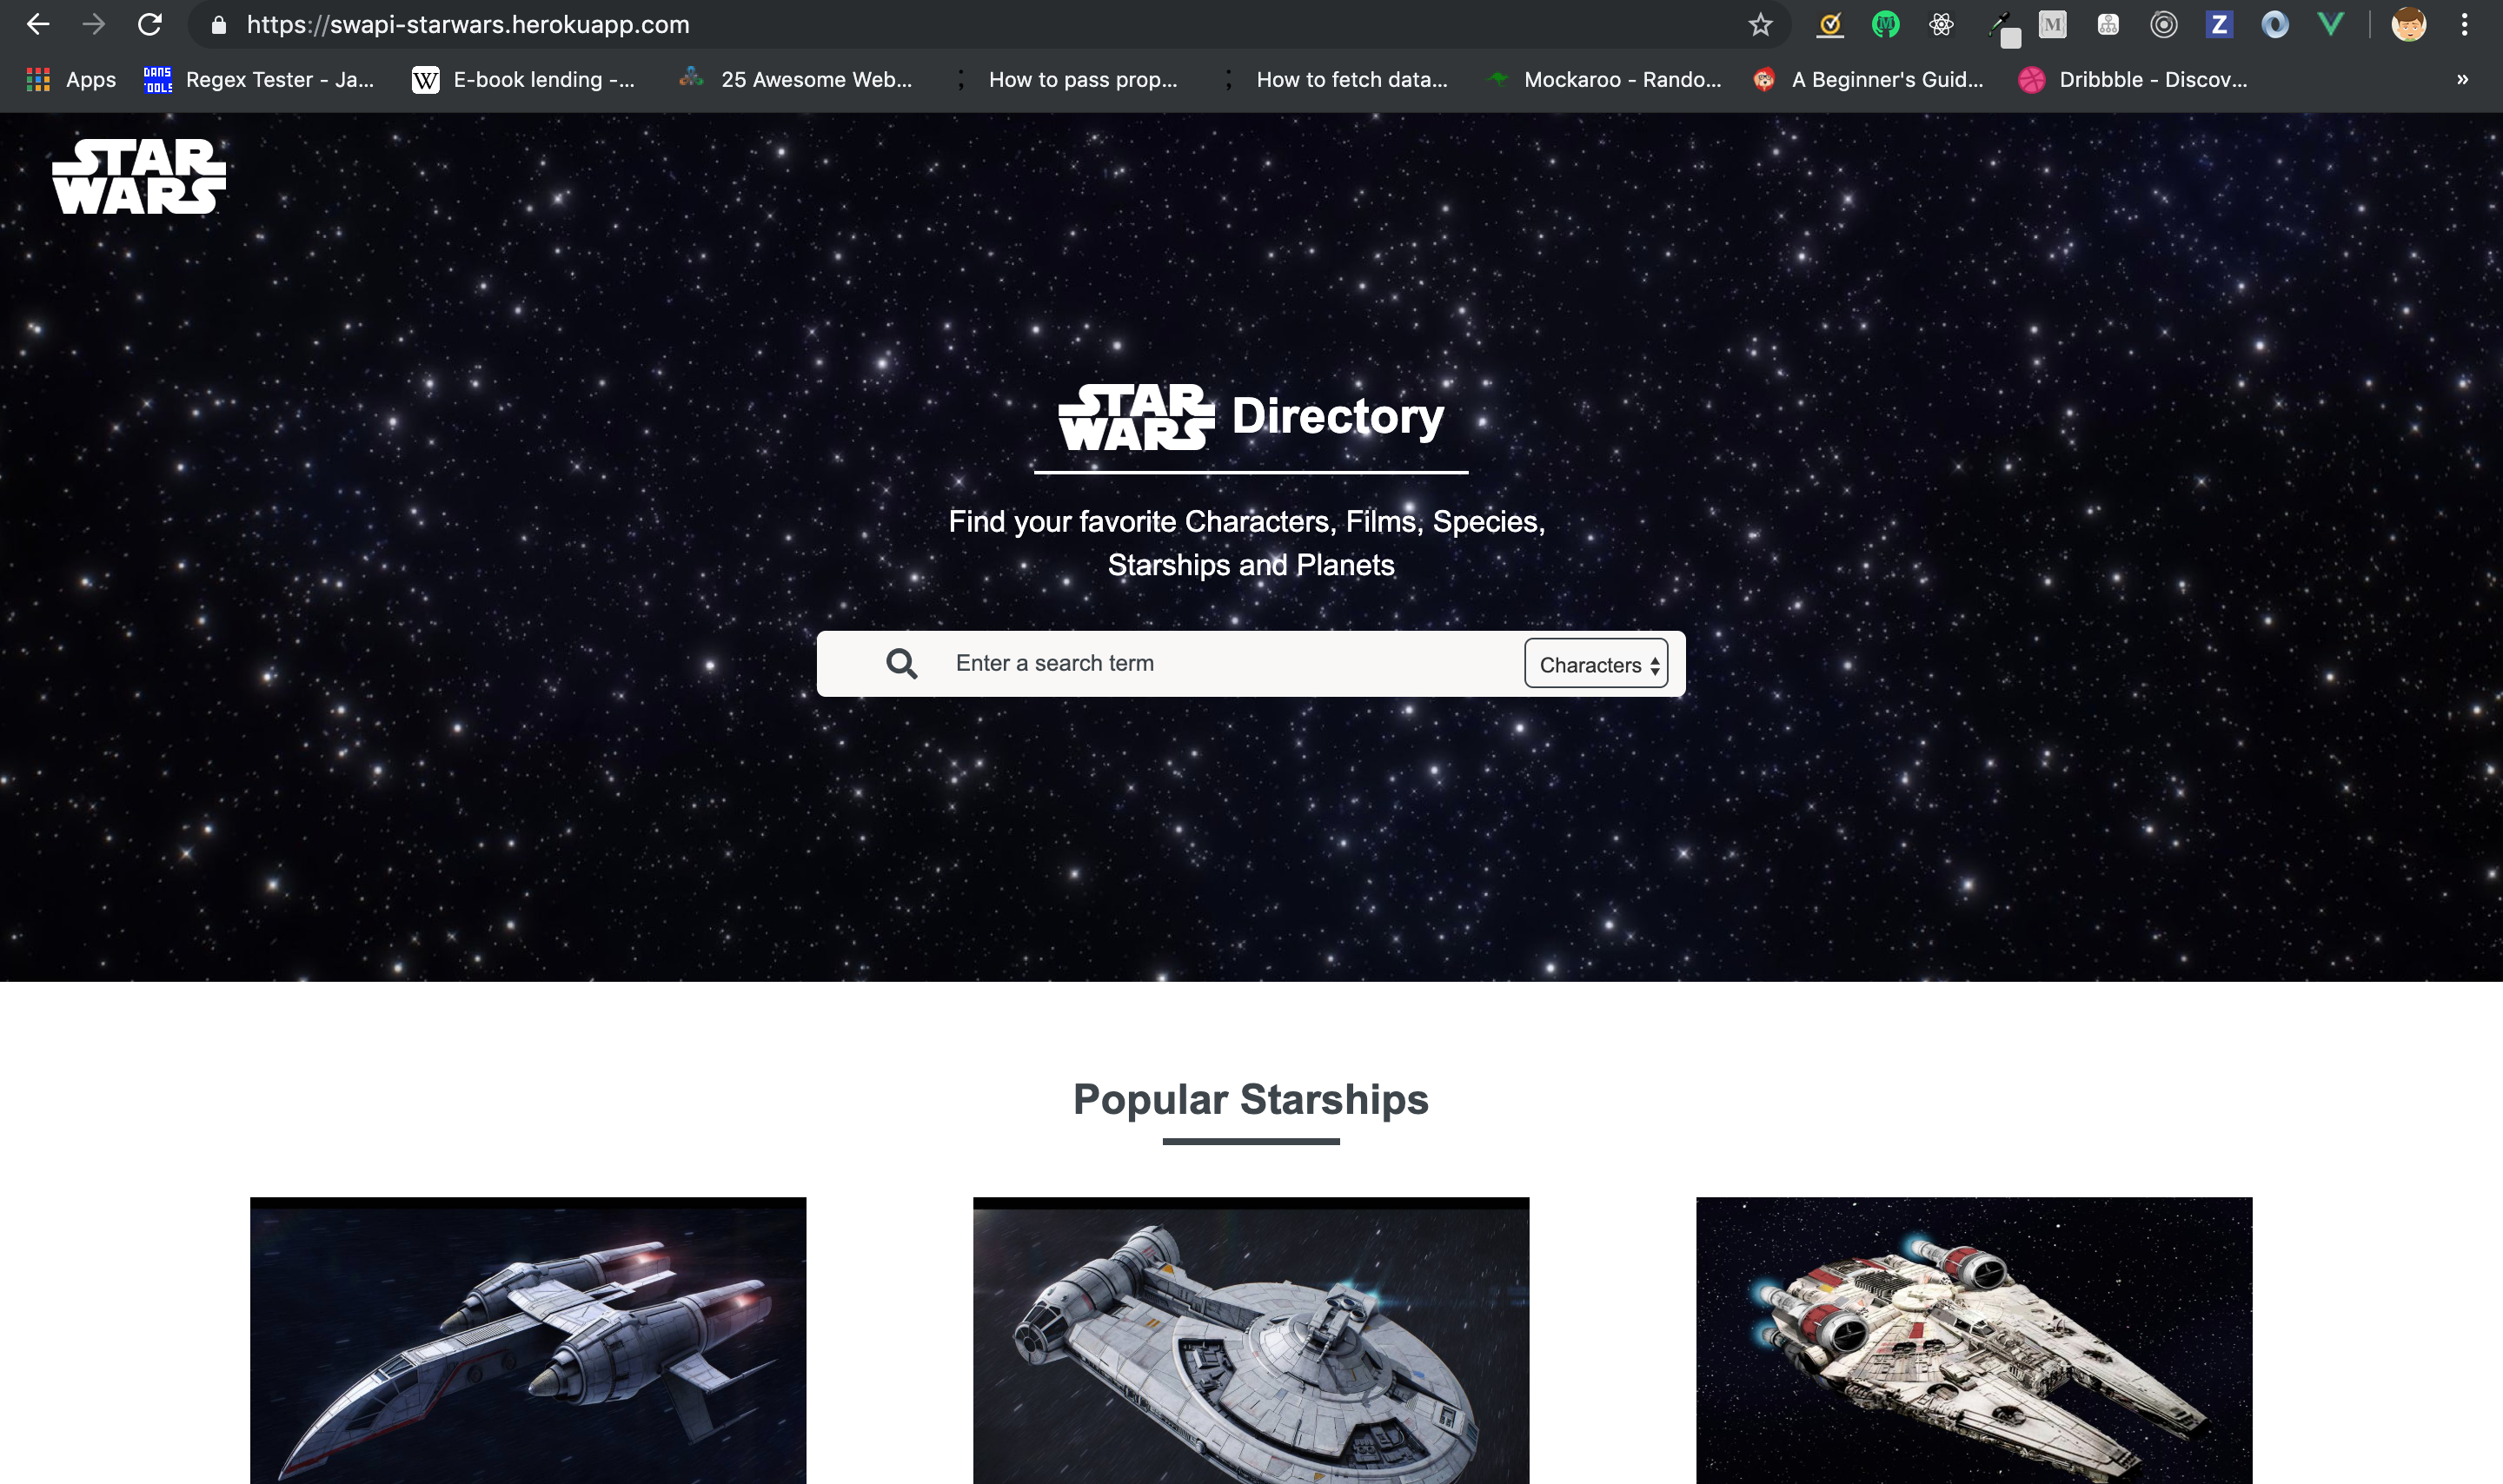 https://swapi-starwars.herokuapp.com
Apps
DANS TOOLS
Regex Tester - Ja...
W
E-book lending -...
25 Awesome Web...
How to pass prop...
How to fetch data...
Mockaroo - Rando...
A Beginner's Guid...
Dribbble - Discov...
»
STAR
WARS
STAR
WARS
Directory
Find your favorite Characters, Films, Species,
Starships and Planets
Enter a search term
Characters
Popular Starships